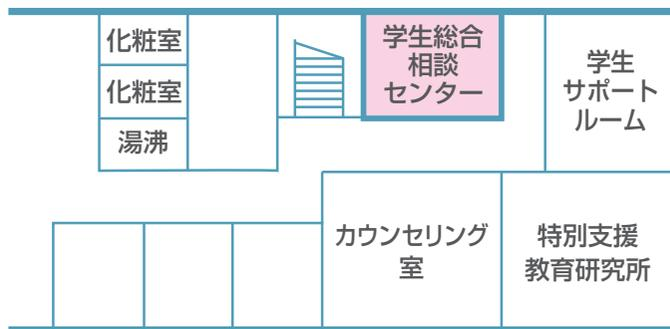 化粧室
化粧室
湯沸
学生総合
相談
センター
学生
サポート
ルーム
カウンセリング
室
特別支援
教育研究所